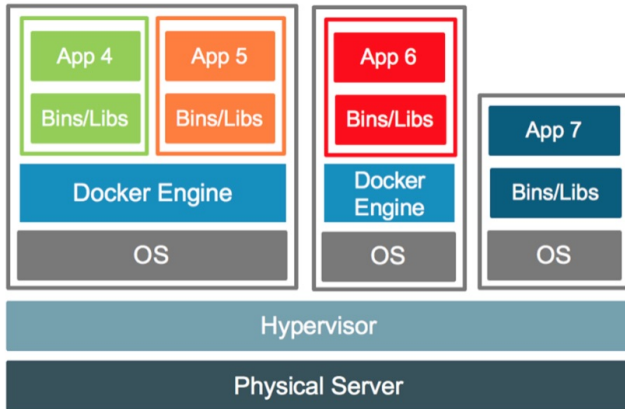 App 4
Bins/Libs
App 5
Bins/Libs
Docker Engine
OS
App 6
Bins/Libs
Docker
Engine
OS
App 7
Bins/Libs
OS
Hypervisor
Physical Server